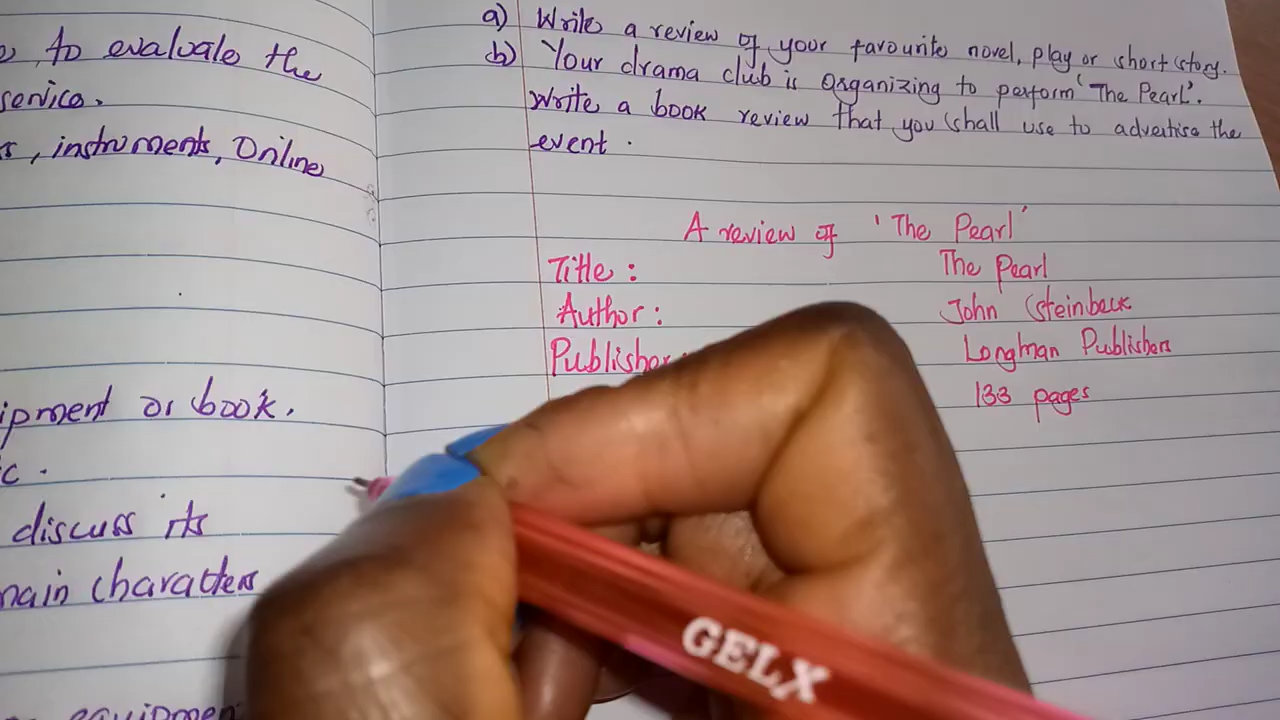 to evaluate the
service.
, instruments, Online
ipment or book.
c.
discuss its
main characters
equipmen
a) Write a review of your favourite novel, play or short story.
b) Your drama club is organizing to perform 'The Pearl'.
Write a book review that you shall use to advertise the
event.
A review of 'The Pearl'
Title: The Pearl
Author: John Steinbeck
Publisher: Longman Publishers
133 pages
GELX